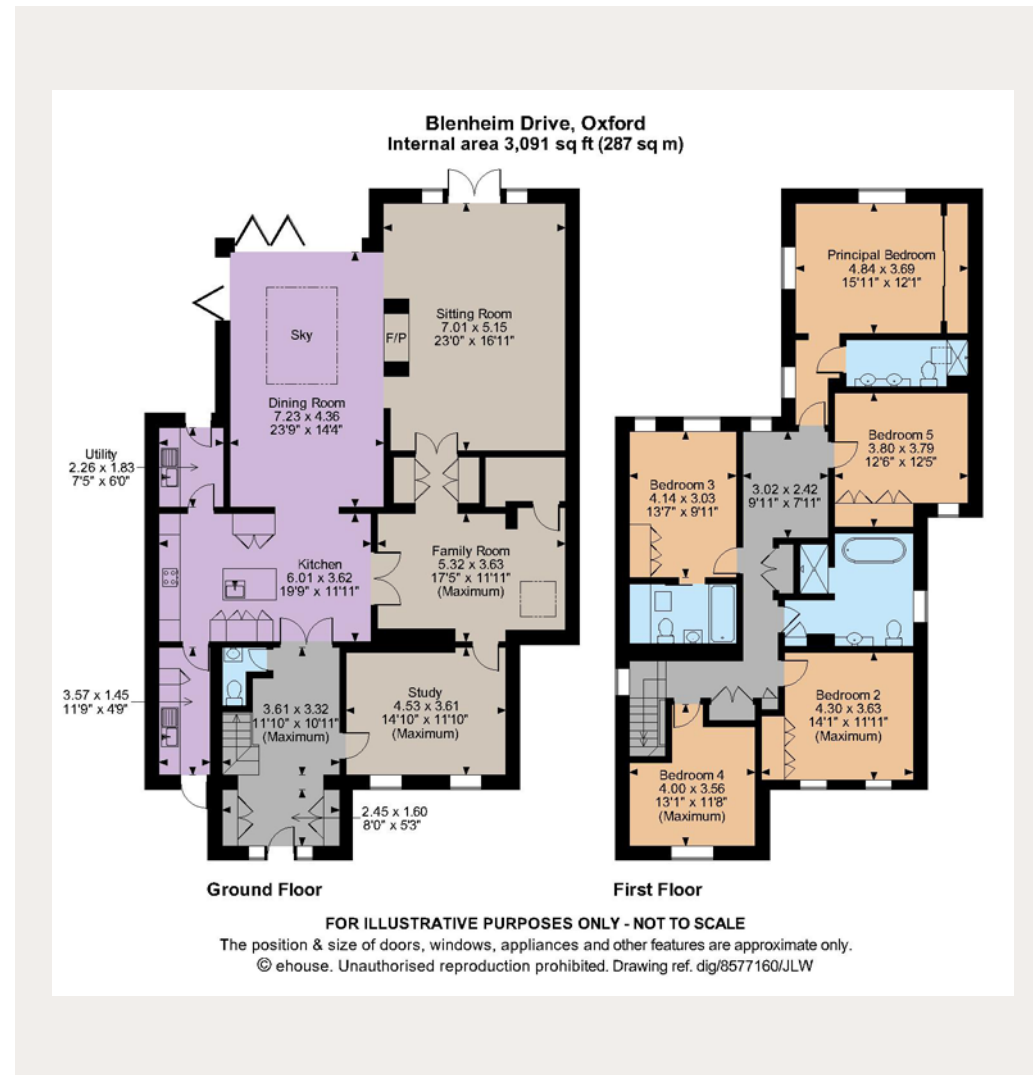 Blenheim Drive, Oxford
Internal area 3,091 sq ft (287 sq m)
Sky
Dining Room
7.23 x 4.36
23'9" x 14'4"
F/P
Sitting Room
7.01 x 5.15
23'0" x 16'11"
Utility
2.26 x 1.83
7'5" x 6'0"
Kitchen
6.01 x 3.62
19'9" x 11'11"
Family Room
5.32 x 3.63
17'5" x 11'11"
(Maximum)
3.57 x 1.45
11'9" x 4'9"
3.61 x 3.32
11'10" x 10'11"
(Maximum)
Study
4.53 x 3.61
14'10" x 11'10"
(Maximum)
2.45 x 1.60
8'0" x 5'3"
Ground Floor
Principal Bedroom
4.84 x 3.69
15'11" x 12'1"
Bedroom 5
3.80 x 3.79
12'6" x 12'5"
Bedroom 3
4.14 x 3.03
13'7" x 9'11"
3.02 x 2.42
9'11" x 7'11"
Bedroom 2
4.30 x 3.63
14'1" x 11'11"
(Maximum)
Bedroom 4
4.00 x 3.56
13'1" x 11'8"
(Maximum)
First Floor
FOR ILLUSTRATIVE PURPOSES ONLY - NOT TO SCALE
The position & size of doors, windows, appliances and other features are approximate only.
© ehouse. Unauthorised reproduction prohibited. Drawing ref. dig/8577160/JLW